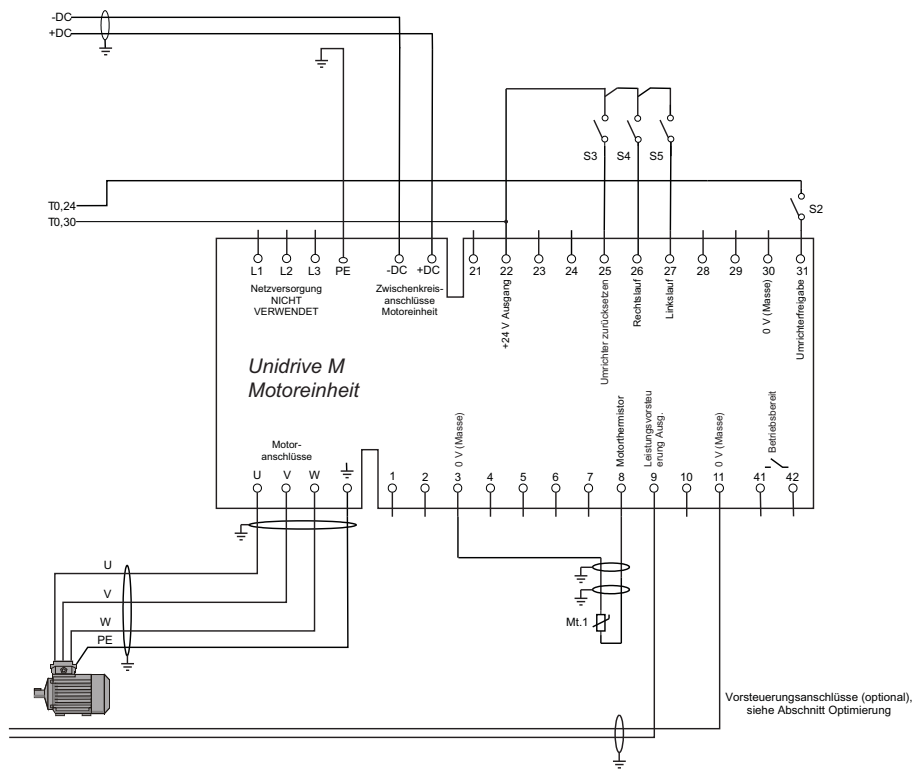 -DC
+DC
S3 S4 S5
T0,24
T0,30
S2
L1 L2 L3 PE -DC +DC 21 22 23 24 25 26 27 28 29 30 31
Netzversorgung
NICHT
VERWENDET
Zwischenkreis-
anschlüsse
Motoreinheit
+24 V Ausgang
Umrichter zurücksetzen
Rechtslauf
Linkslauf
0 V (Masse)
Umrichterfreigabe
Unidrive M
Motoreinheit
Motor-
anschlüsse
0 V (Masse)
Motorthermistor
Leistungsvorsteu
erung Ausg.
0 V (Masse)
Betriebsbereit
U V W 1 2 3 4 5 6 7 8 9 10 11 41 42
U
V
W
PE
Mt.1
Vorsteuerungsanschlüsse (optional),
siehe Abschnitt Optimierung